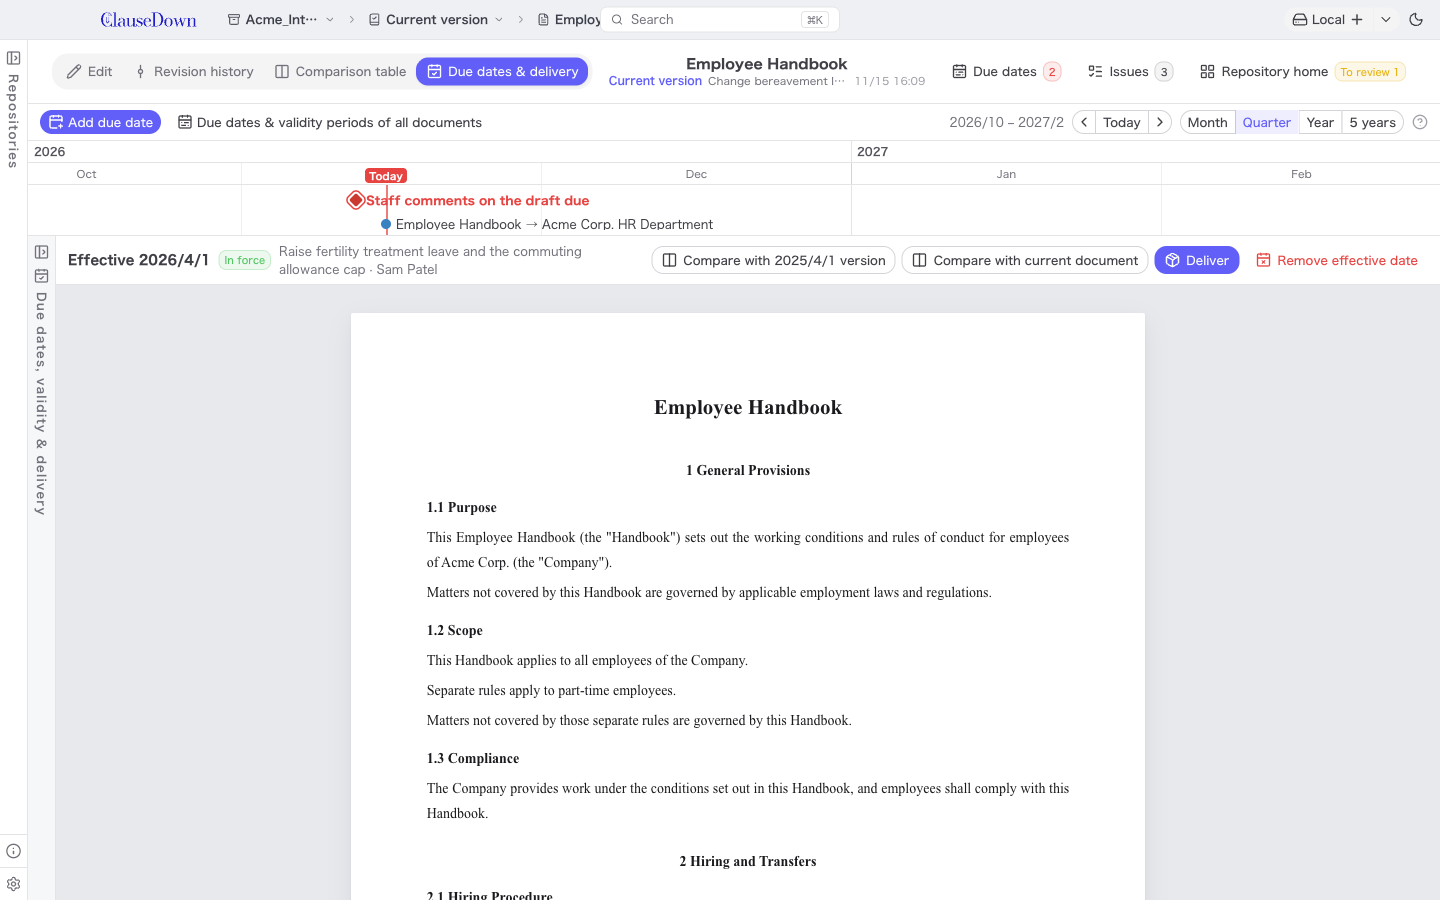 ClauseDown
Acme_Int···
Current version
Employ
Search
⌘K
Local
Repositories
Edit
Revision history
Comparison table
Due dates & delivery
Employee Handbook
Current version Change bereavement l··· 11/15 16:09
Due dates 2
Issues 3
Repository home To review 1
Add due date
Due dates & validity periods of all documents
2026/10 – 2027/2
Today
Month Quarter Year 5 years
2026
2027
Oct
Today
Dec
Jan
Feb
Staff comments on the draft due
Employee Handbook → Acme Corp. HR Department
Due dates, validity & delivery
Effective 2026/4/1
In force
Raise fertility treatment leave and the commuting
allowance cap · Sam Patel
Compare with 2025/4/1 version
Compare with current document
Deliver
Remove effective date
Employee Handbook
1 General Provisions
1.1 Purpose
This Employee Handbook (the "Handbook") sets out the working conditions and rules of conduct for employees
of Acme Corp. (the "Company").
Matters not covered by this Handbook are governed by applicable employment laws and regulations.
1.2 Scope
This Handbook applies to all employees of the Company.
Separate rules apply to part-time employees.
Matters not covered by those separate rules are governed by this Handbook.
1.3 Compliance
The Company provides work under the conditions set out in this Handbook, and employees shall comply with this
Handbook.
2 Hiring and Transfers
2.1 Hiring Procedure